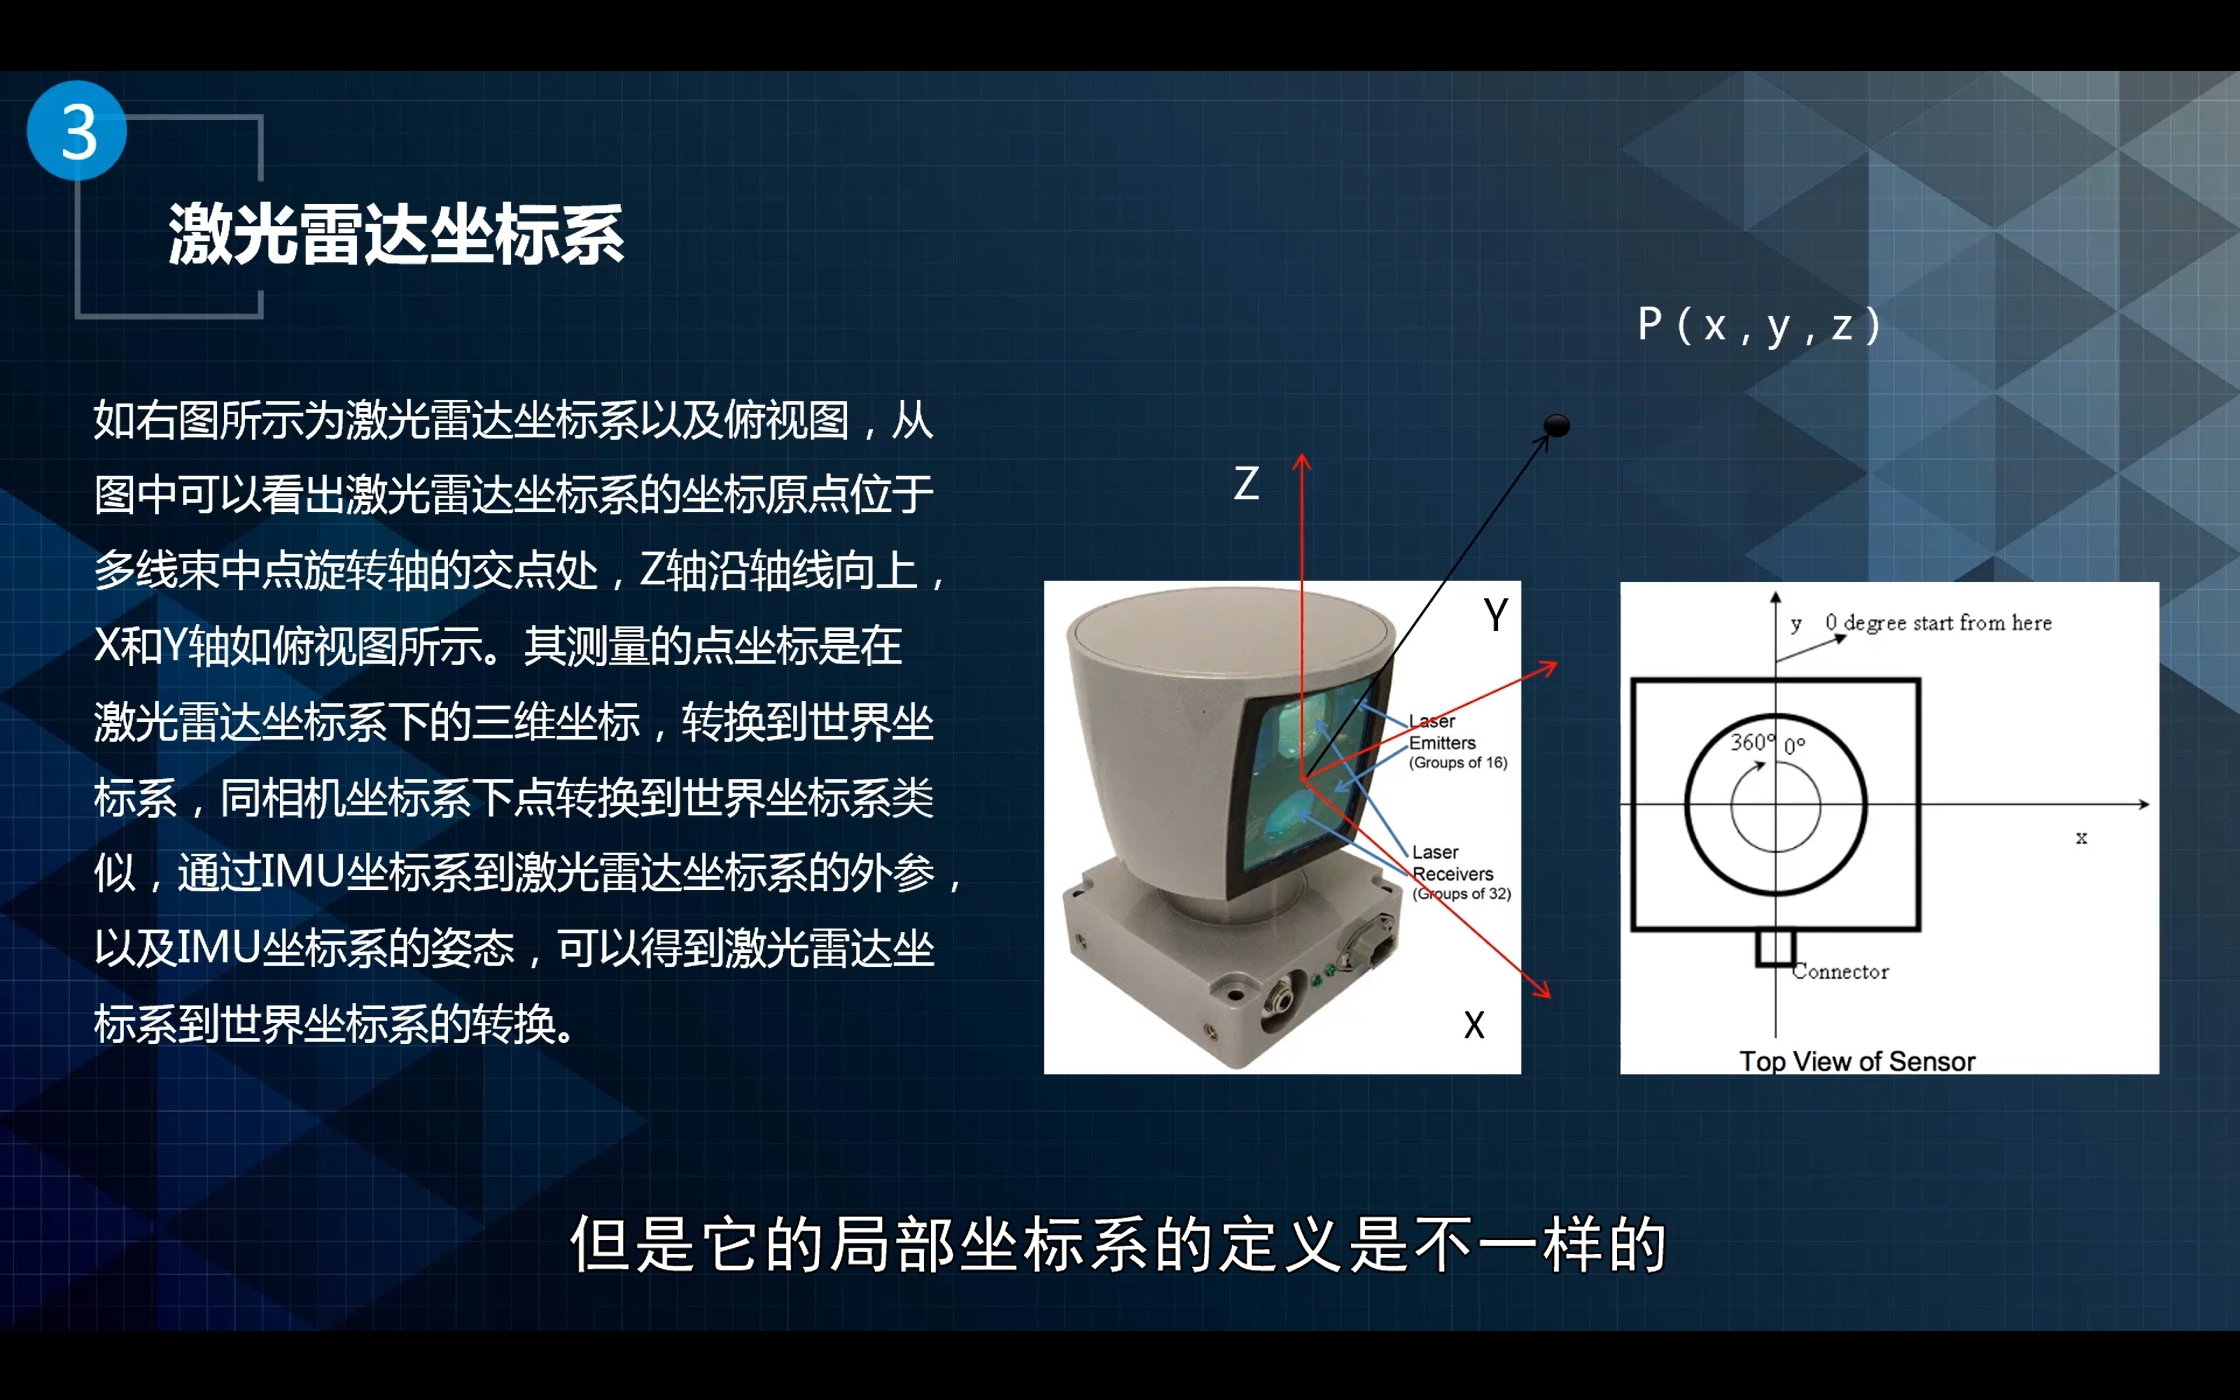 3
激光雷达坐标系
如右图所示为激光雷达坐标系以及俯视图，从
图中可以看出激光雷达坐标系的坐标原点位于
多线束中点旋转轴的交点处，Z轴沿轴线向上，
X和Y轴如俯视图所示。其测量的点坐标是在
激光雷达坐标系下的三维坐标，转换到世界坐
标系，同相机坐标系下点转换到世界坐标系类
似，通过IMU坐标系到激光雷达坐标系的外参，
以及IMU坐标系的姿态，可以得到激光雷达坐
标系到世界坐标系的转换。
P(x,y,z)
Z
Y
Laser
Emitters
(Groups of 16)
Laser
Receivers
(Groups of 32)
X
y
0 degree start from here
360° 0°
x
Connector
Top View of Sensor
但是它的局部坐标系的定义是不一样的